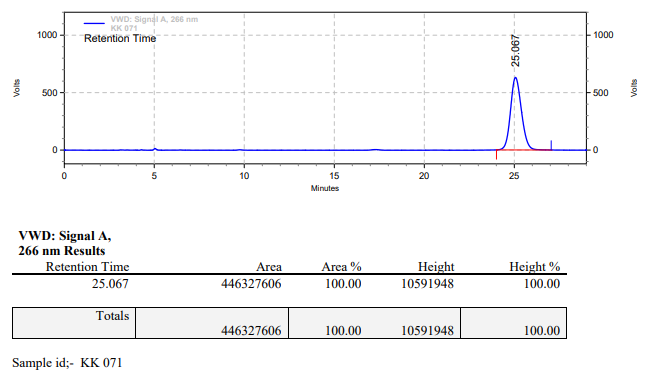 VWD: Signal A, 266 nm
KK 071
Retention Time
1000
500
0
Volts
25.067
1000
500
0
Volts
0 5 10 15 20 25
Minutes
VWD: Signal A,
266 nm Results
Retention Time Area Area % Height Height %
25.067 446327606 100.00 10591948 100.00
Totals
446327606 100.00 10591948 100.00
Sample id;- KK 071